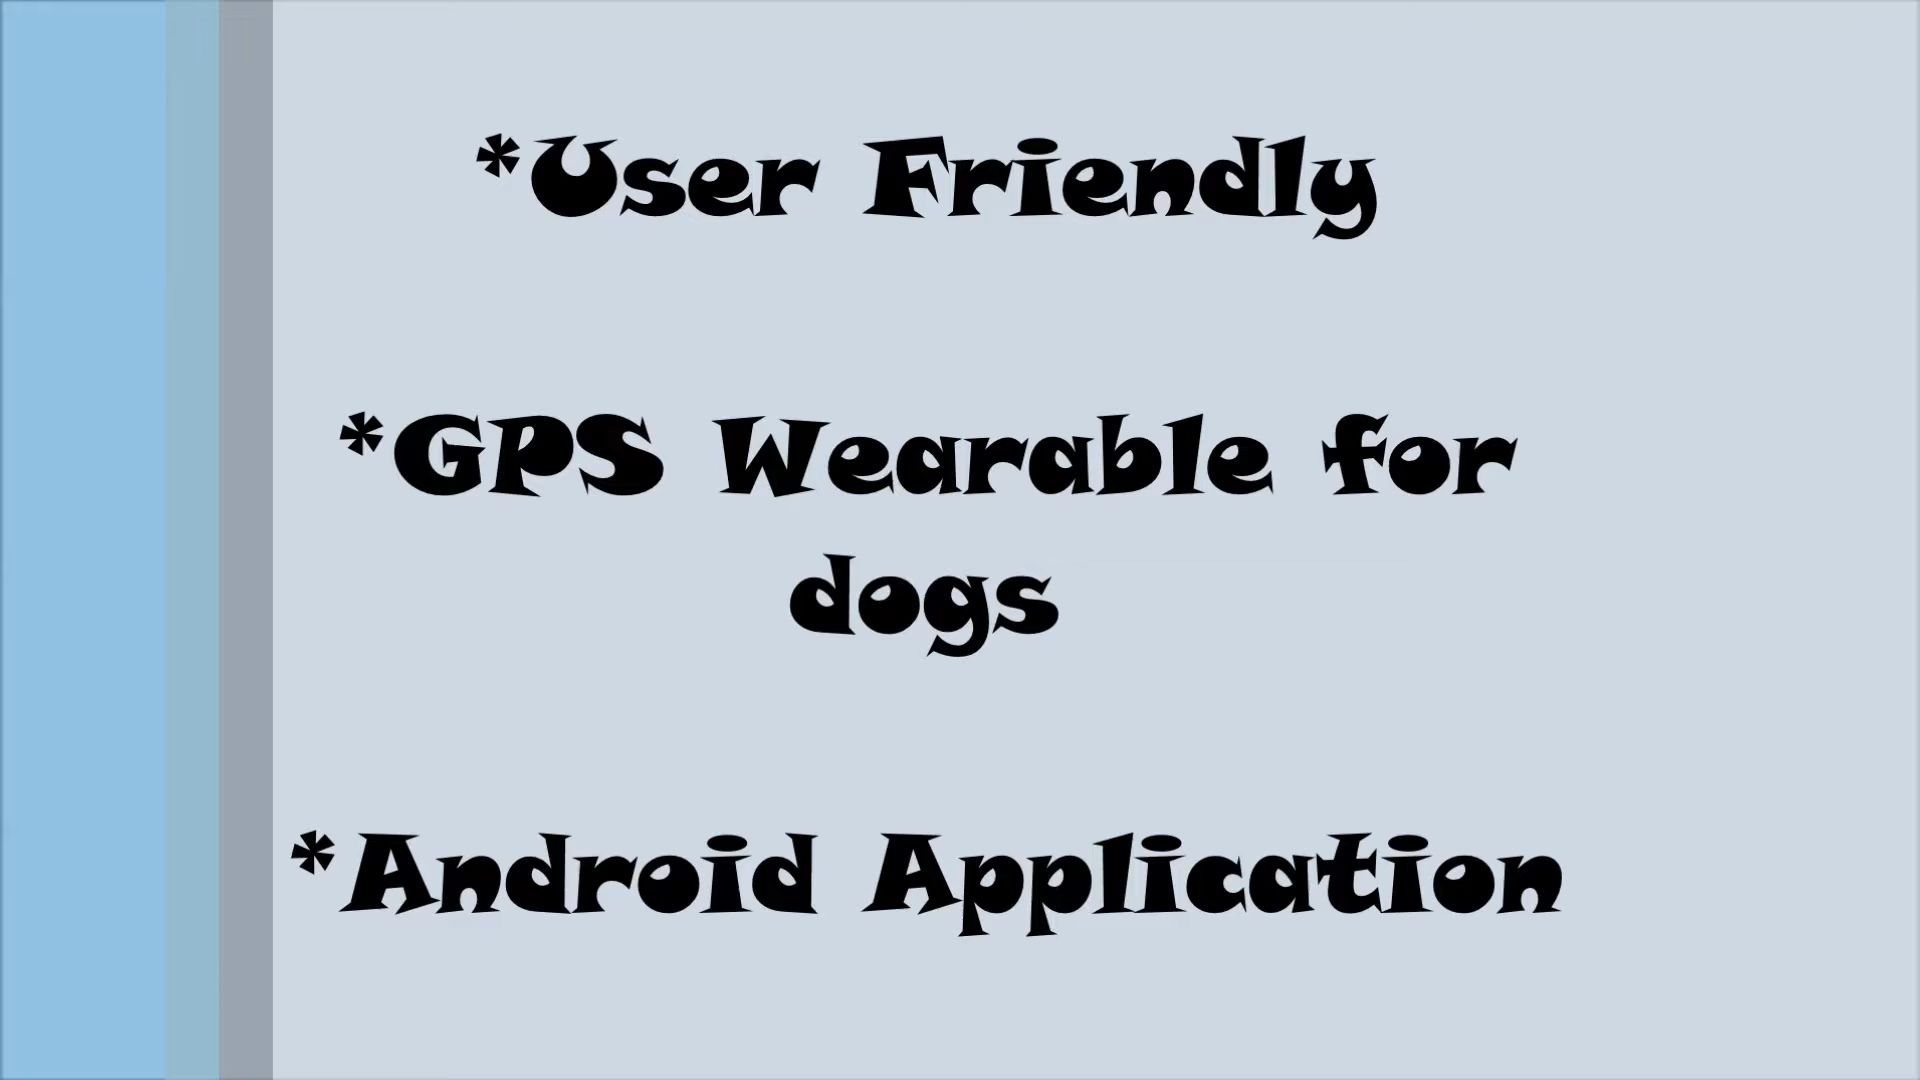 *User Friendly
*GPS Wearable for
dogs
*Android Application